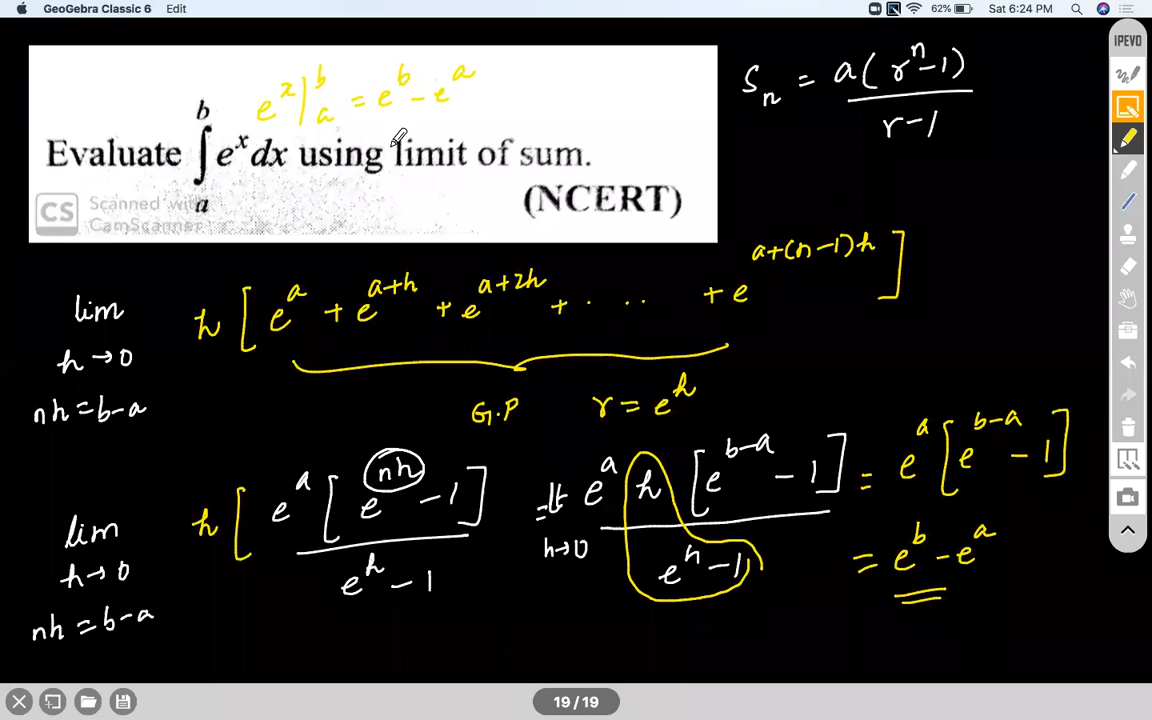 GeoGebra Classic 6 Edit
62% Sat 6:24 PM
IPEVO
e^x |_a^b = e^b - e^a
Evaluate ∫_a^b e^x dx using limit of sum.
(NCERT)
CS Scanned with
CamScanner
S_n = a(r^n - 1) / (r - 1)
lim h [ e^a + e^(a+h) + e^(a+2h) + ..... + e^(a+(n-1)h) ]
h → 0
nh = b - a
G.P r = e^h
lim h [ e^a [ e^(nh) - 1 ] / (e^h - 1) = lt e^a h [ e^(b-a) - 1 ] / (e^h - 1) = e^a [ e^(b-a) - 1 ]
h → 0 h → 0
nh = b - a
= e^b - e^a
19 / 19